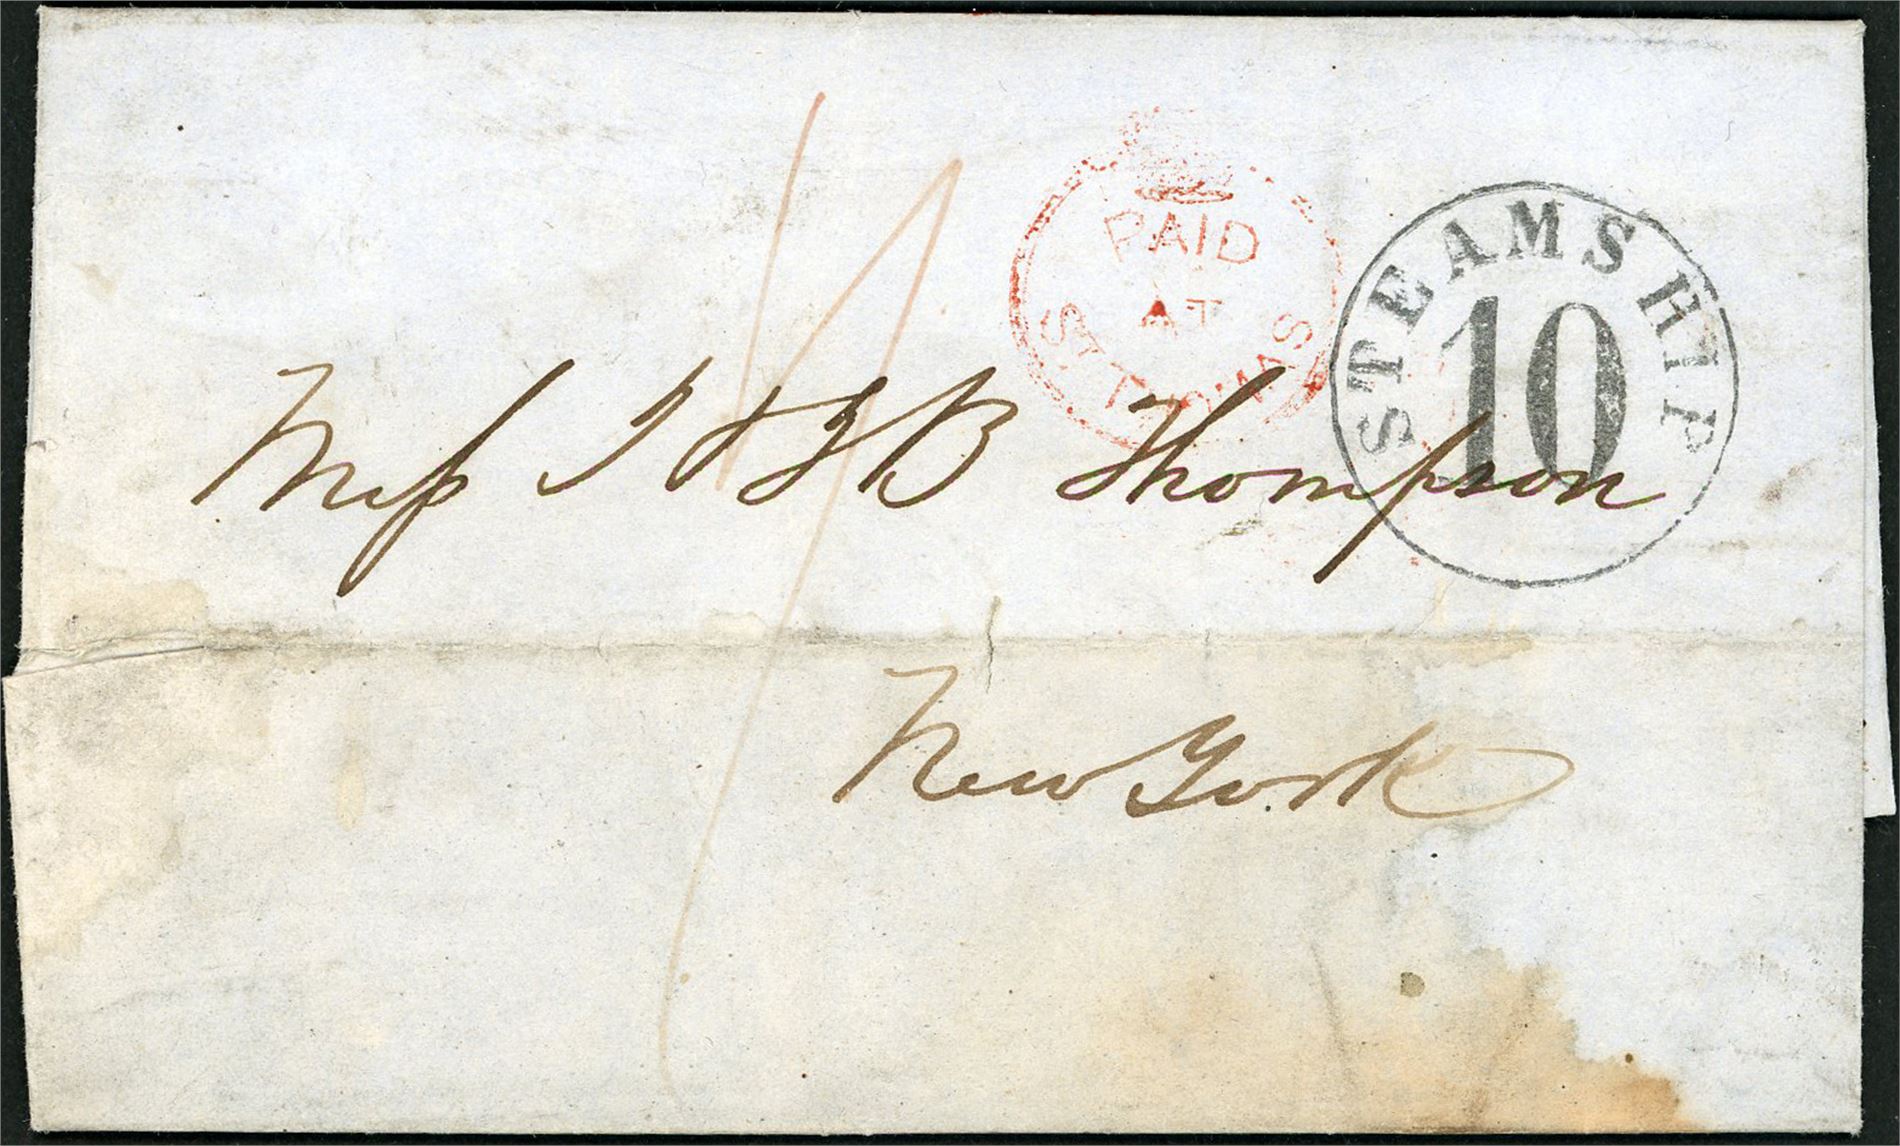 PAID
AT
ST THOMAS
STEAMSHIP
10
Mess J & J B Thompson
New York